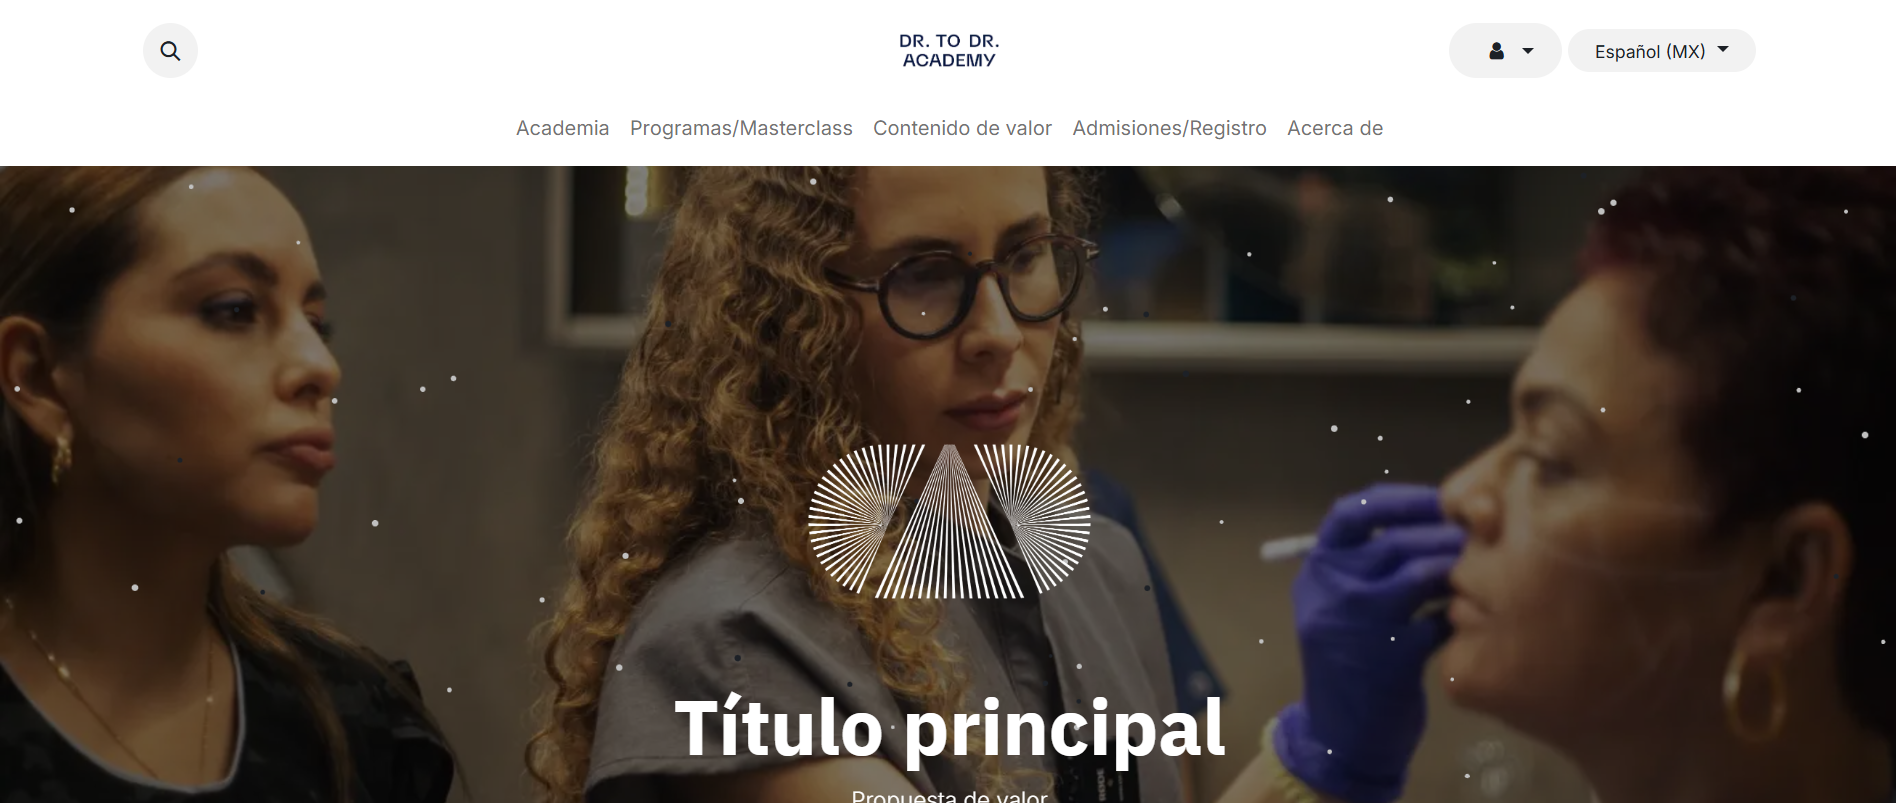 DR. TO DR.
ACADEMY
Español (MX)
Academia Programas/Masterclass Contenido de valor Admisiones/Registro Acerca de
Título principal
Propuesta de valor